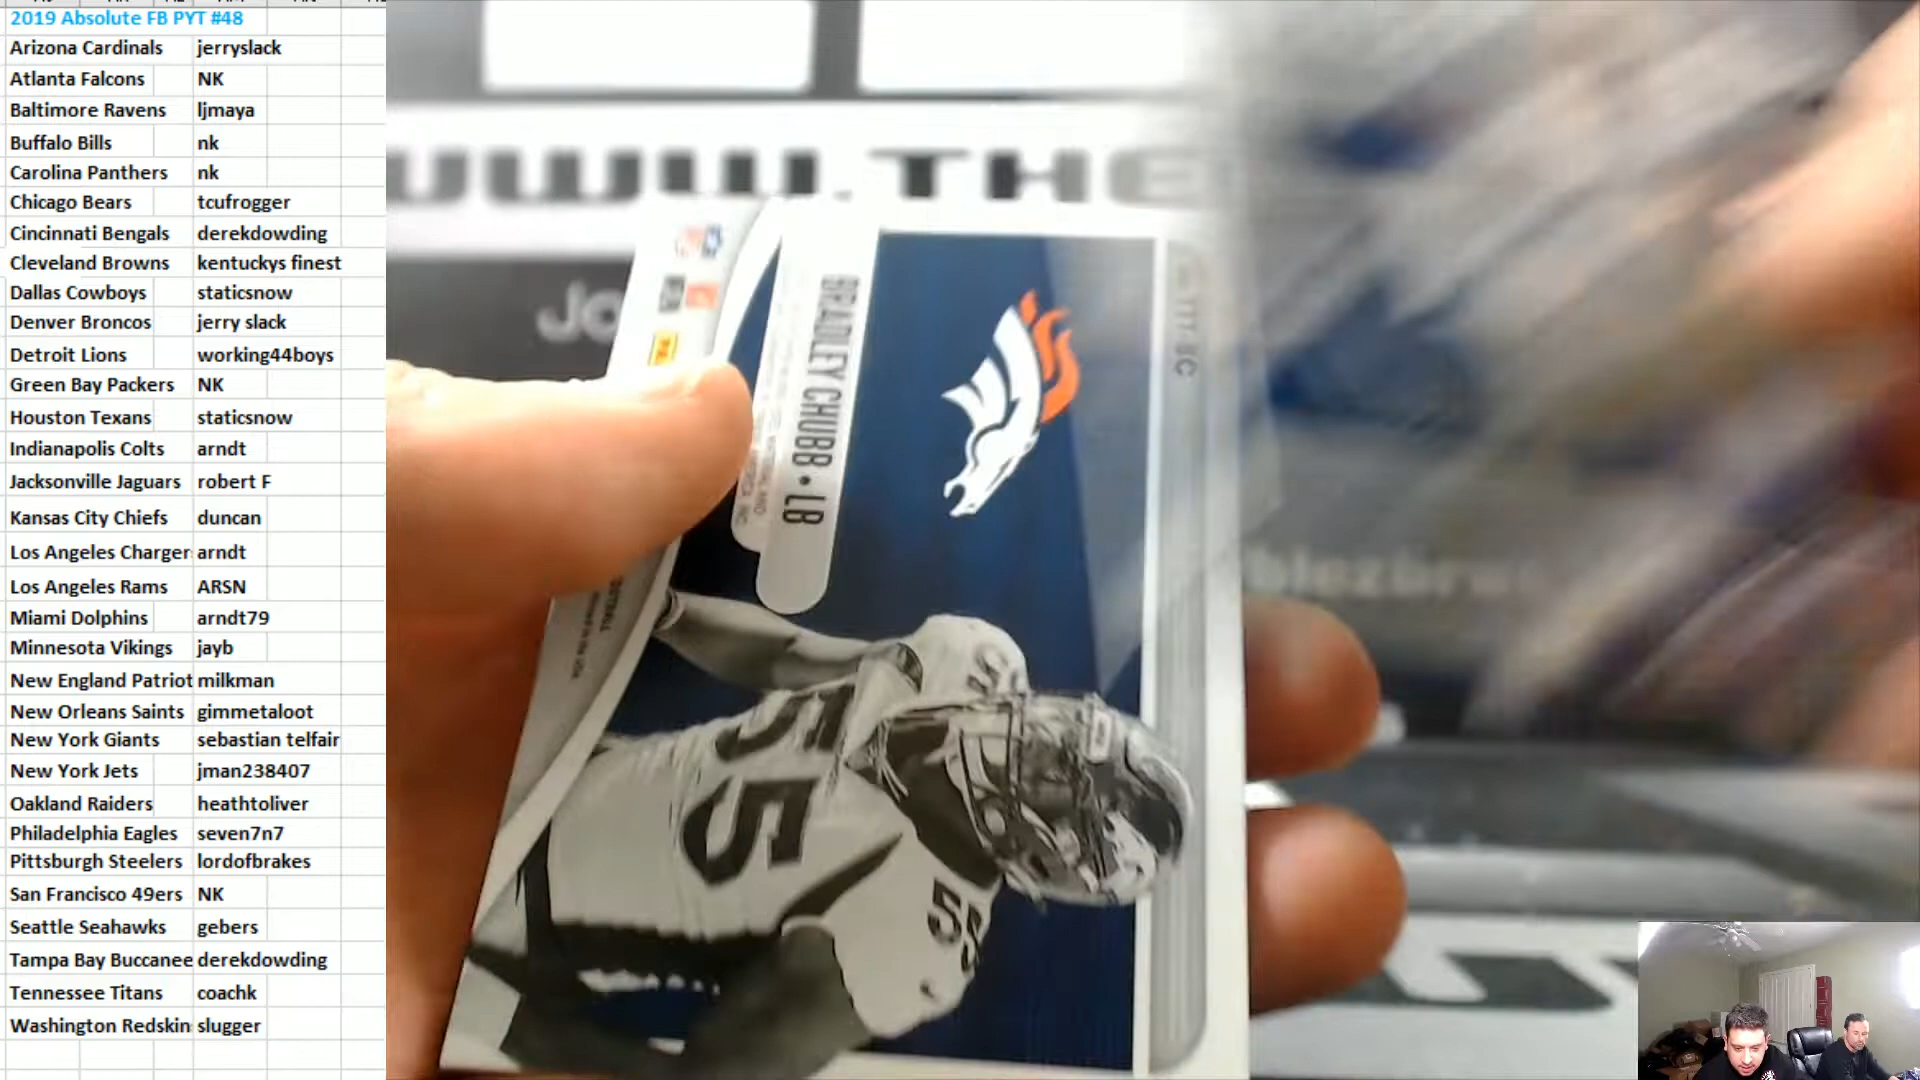 2019 Absolute FB PYT #48
Arizona Cardinals jerryslack
Atlanta Falcons NK
Baltimore Ravens ljmaya
Buffalo Bills nk
Carolina Panthers nk
Chicago Bears tcufrogger
Cincinnati Bengals derekdowding
Cleveland Browns kentuckys finest
Dallas Cowboys staticsnow
Denver Broncos jerry slack
Detroit Lions working44boys
Green Bay Packers NK
Houston Texans staticsnow
Indianapolis Colts arndt
Jacksonville Jaguars robert F
Kansas City Chiefs duncan
Los Angeles Charger arndt
Los Angeles Rams ARSN
Miami Dolphins arndt79
Minnesota Vikings jayb
New England Patriot milkman
New Orleans Saints gimmetaloot
New York Giants sebastian telfair
New York Jets jman238407
Oakland Raiders heathtoliver
Philadelphia Eagles seven7n7
Pittsburgh Steelers lordofbrakes
San Francisco 49ers NK
Seattle Seahawks gebers
Tampa Bay Buccanee derekdowding
Tennessee Titans coachk
Washington Redskin slugger
WWW.THE
Jo
BRADLEY CHUBB • LB
55
55